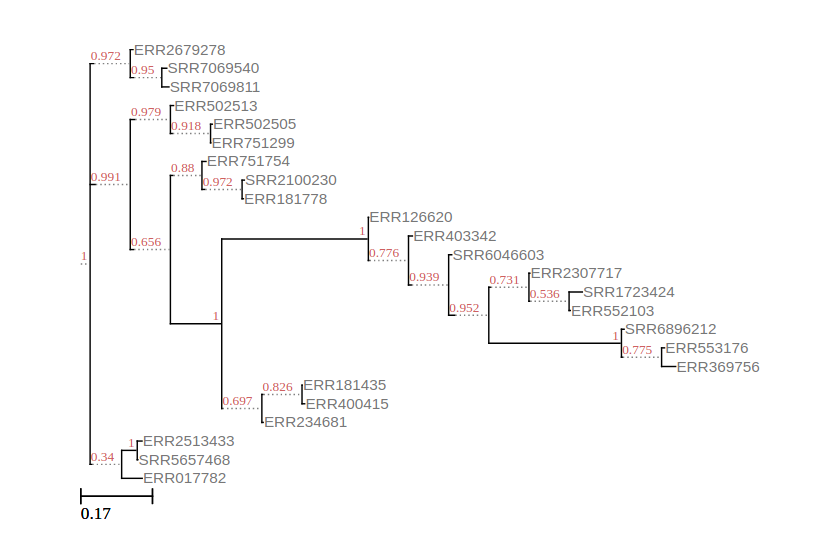 ERR2679278
0.972
SRR7069540
0.95
SRR7069811
ERR502513
0.979
ERR502505
0.918
ERR751299
ERR751754
0.88
0.991
SRR2100230
0.972
ERR181778
ERR126620
1
ERR403342
0.656
0.776
SRR6046603
1
ERR2307717
0.939
0.731
SRR1723424
0.536
ERR552103
0.952
1
SRR6896212
1
ERR553176
0.775
ERR369756
ERR181435
0.826
0.697
ERR400415
ERR234681
ERR2513433
1
0.34
SRR5657468
ERR017782
0.17